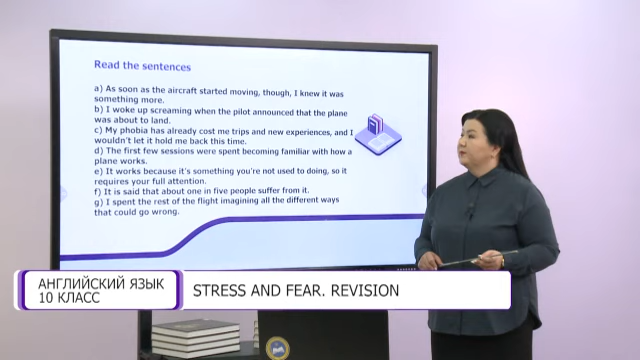 Read the sentences
a) As soon as the aircraft started moving, though, I knew it was
something more.
b) I woke up screaming when the pilot announced that the plane
was about to land.
c) My phobia has already cost me trips and new experiences, and I
wouldn't let it hold me back this time.
d) The first few sessions were spent becoming familiar with how a
plane works.
e) It works because it's something you're not used to doing, so it
requires your full attention.
f) It is said that about one in five people suffer from it.
g) I spent the rest of the flight imagining all the different ways
that could go wrong.
АНГЛИЙСКИЙ ЯЗЫК
10 КЛАСС
STRESS AND FEAR. REVISION